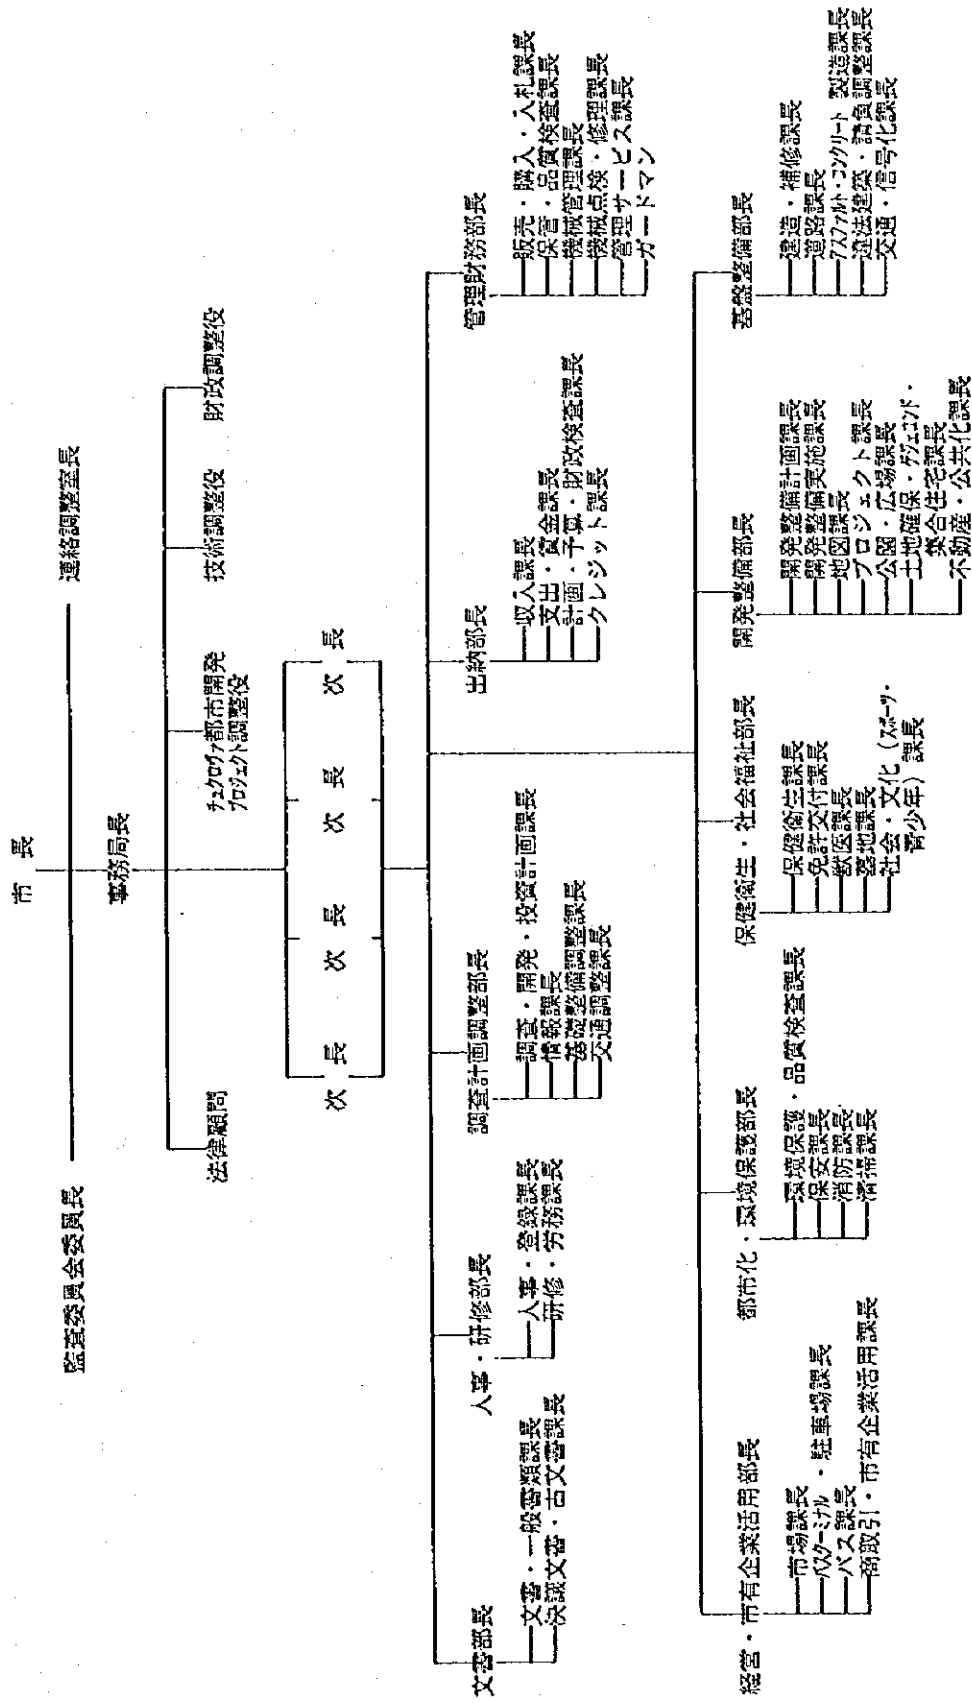 市 長
監査委員会委員長
連絡調整室長
事務局長
法律顧問
チュクロヴァ都市開発
プロジェクト調整役
技術調整役
財政調整役
次 長
次 長
次 長
次 長
文書部長
文書・一般書類課長
決議文書・古文書課長
人事・研修部長
人事・登録課長
研修・労務課長
調査計画調整部長
調査・開発・投資計画課長
情報課長
基礎整備調整課長
交通調整課長
出納部長
収入課長
支出・賃金課長
計画・予算・財政検査課長
クレジット課長
管理財務部長
販売・購入・入札課長
保管・品質検査課長
機械管理課長
機械点検・修理課長
管理サービス課長
ガードマン
経営・市有企業活用部長
市場課長
バスターミナル・駐車場課長
バス課長
商取引・市有企業活用課長
都市化・環境保護部長
環境保護・品質検査課長
保安課長
消防課長
清掃課長
保健衛生・社会福祉部長
保健衛生課長
免許交付課長
獣医課長
墓地課長
社会・文化（スポーツ・
青少年）課長
開発整備部長
開発整備計画課長
開発整備実施課長
地図課長
プロジェクト課長
公園・広場課長
土地確保・ゲジェコンド・
集合住宅課長
不動産・公共化課長
基盤整備部長
建造・補修課長
道路課長
アスファルト・コンクリート 製造課長
違法建築・請負調整課長
交通・信号化課長